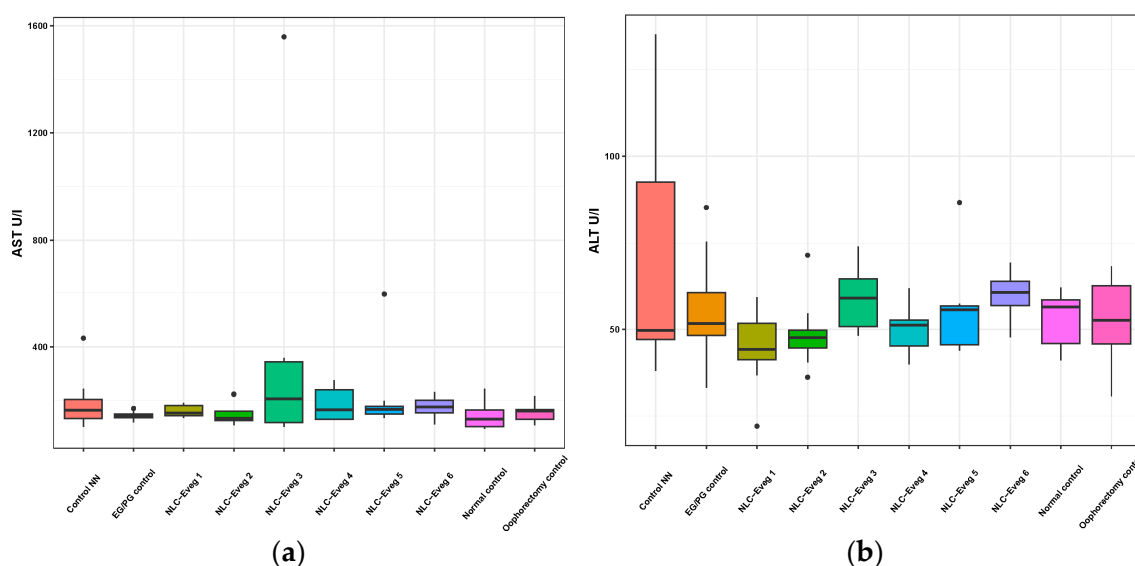 1600
1200
800
400
AST U/l
Control NN
EG/PG control
NLC–Eveg 1
NLC–Eveg 2
NLC–Eveg 3
NLC–Eveg 4
NLC–Eveg 5
NLC–Eveg 6
Normal control
Oophorectomy control
(a)
100
50
ALT U/l
Control NN
EG/PG control
NLC–Eveg 1
NLC–Eveg 2
NLC–Eveg 3
NLC–Eveg 4
NLC–Eveg 5
NLC–Eveg 6
Normal control
Oophorectomy control
(b)